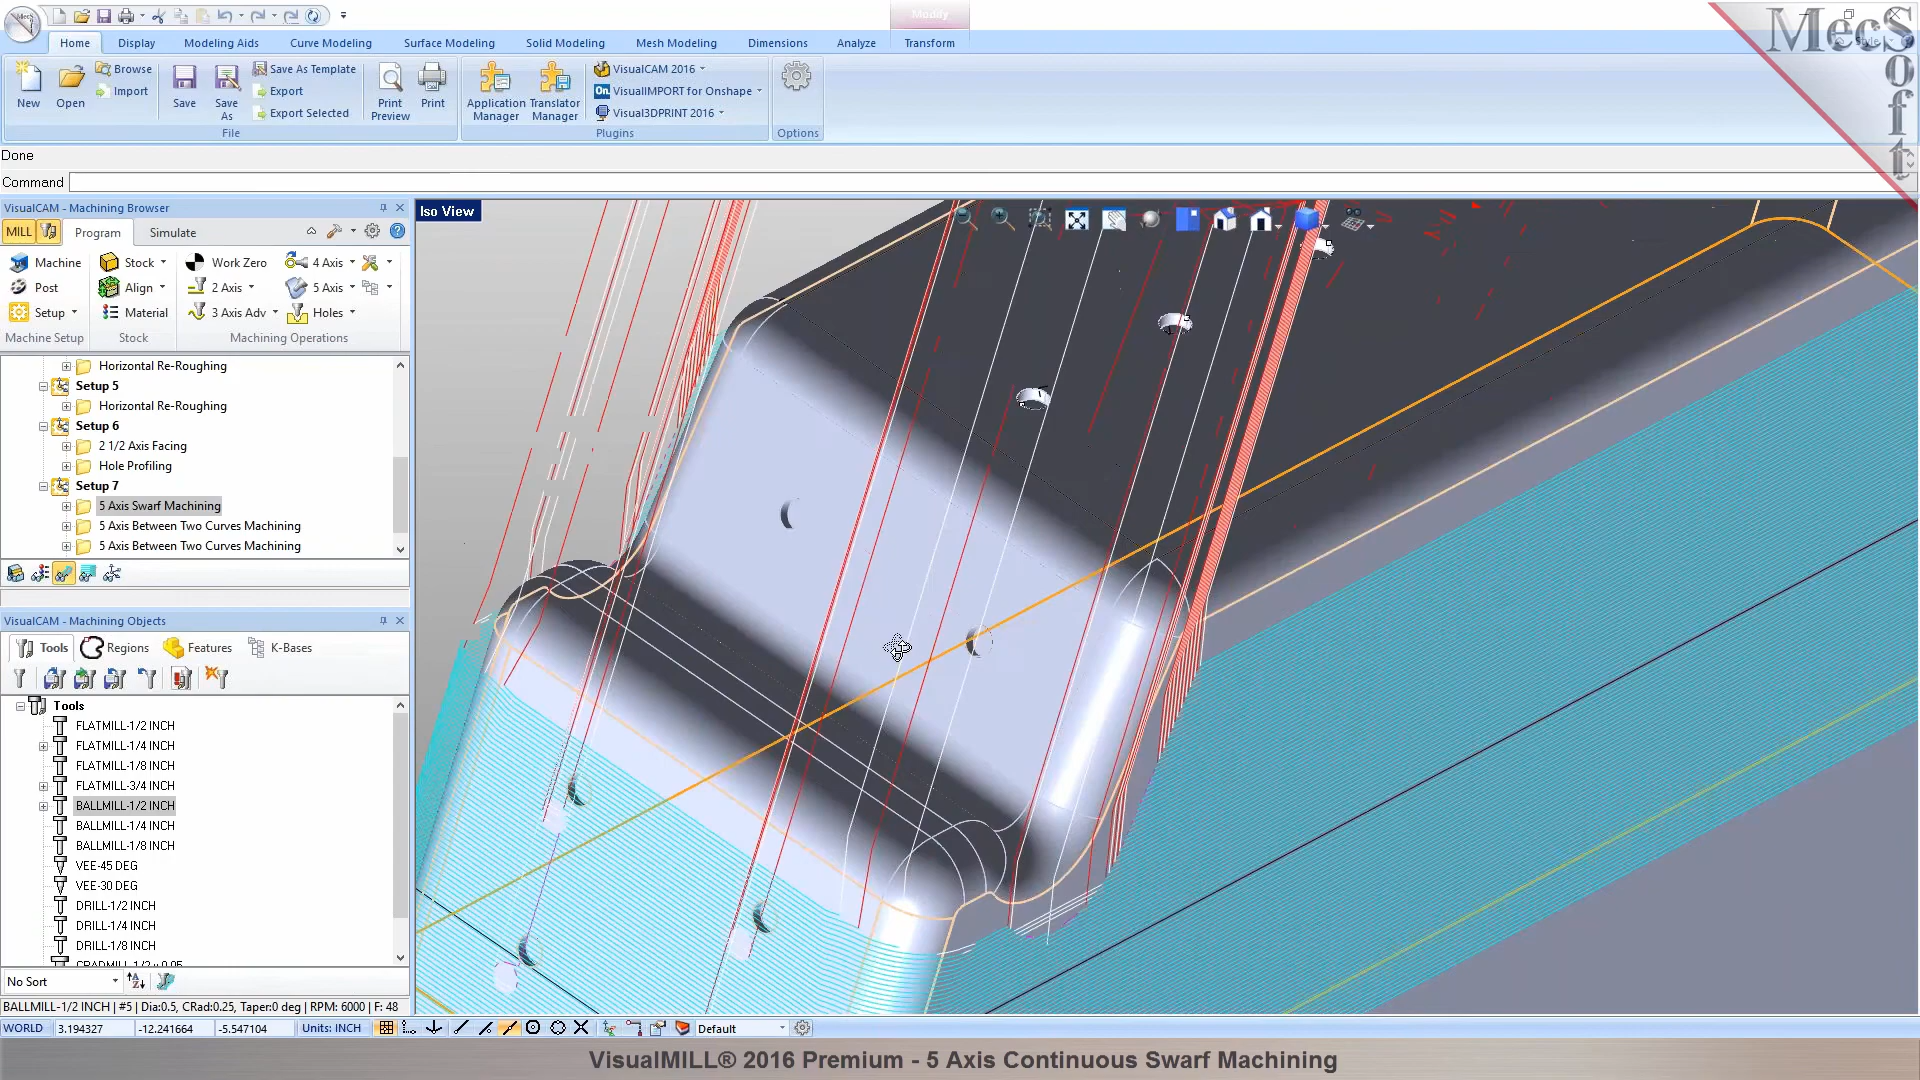 Modify
MecSoft
Home Display Modeling Aids Curve Modeling Surface Modeling Solid Modeling Mesh Modeling Dimensions Analyze Transform
Style
New
Open
Browse
Import
Save
Save As
Save As Template
Export
Export Selected
Print Preview
Print
File
Application Manager
Translator Manager
VisualCAM 2016
On VisualIMPORT for Onshape
Visual3DPRINT 2016
Plugins
Options
Done
Command
VisualCAM - Machining Browser
MILL Program Simulate
Machine Stock Work Zero 4 Axis
Post Align 2 Axis 5 Axis
Setup Material 3 Axis Adv Holes
Machine Setup Stock Machining Operations
Horizontal Re-Roughing
Setup 5
Horizontal Re-Roughing
Setup 6
2 1/2 Axis Facing
Hole Profiling
Setup 7
5 Axis Swarf Machining
5 Axis Between Two Curves Machining
5 Axis Between Two Curves Machining
VisualCAM - Machining Objects
Tools Regions Features K-Bases
Tools
FLATMILL-1/2 INCH
FLATMILL-1/4 INCH
FLATMILL-1/8 INCH
FLATMILL-3/4 INCH
BALLMILL-1/2 INCH
BALLMILL-1/4 INCH
BALLMILL-1/8 INCH
VEE-45 DEG
VEE-30 DEG
DRILL-1/2 INCH
DRILL-1/4 INCH
DRILL-1/8 INCH
CRADMILL-1/2 x 0.05
No Sort
BALLMILL-1/2 INCH | #5 | Dia:0.5, CRad:0.25, Taper:0 deg | RPM: 6000 | F: 48
WORLD 3.194327 -12.241664 -5.547104 Units: INCH Default
Iso View
VisualMILL® 2016 Premium - 5 Axis Continuous Swarf Machining